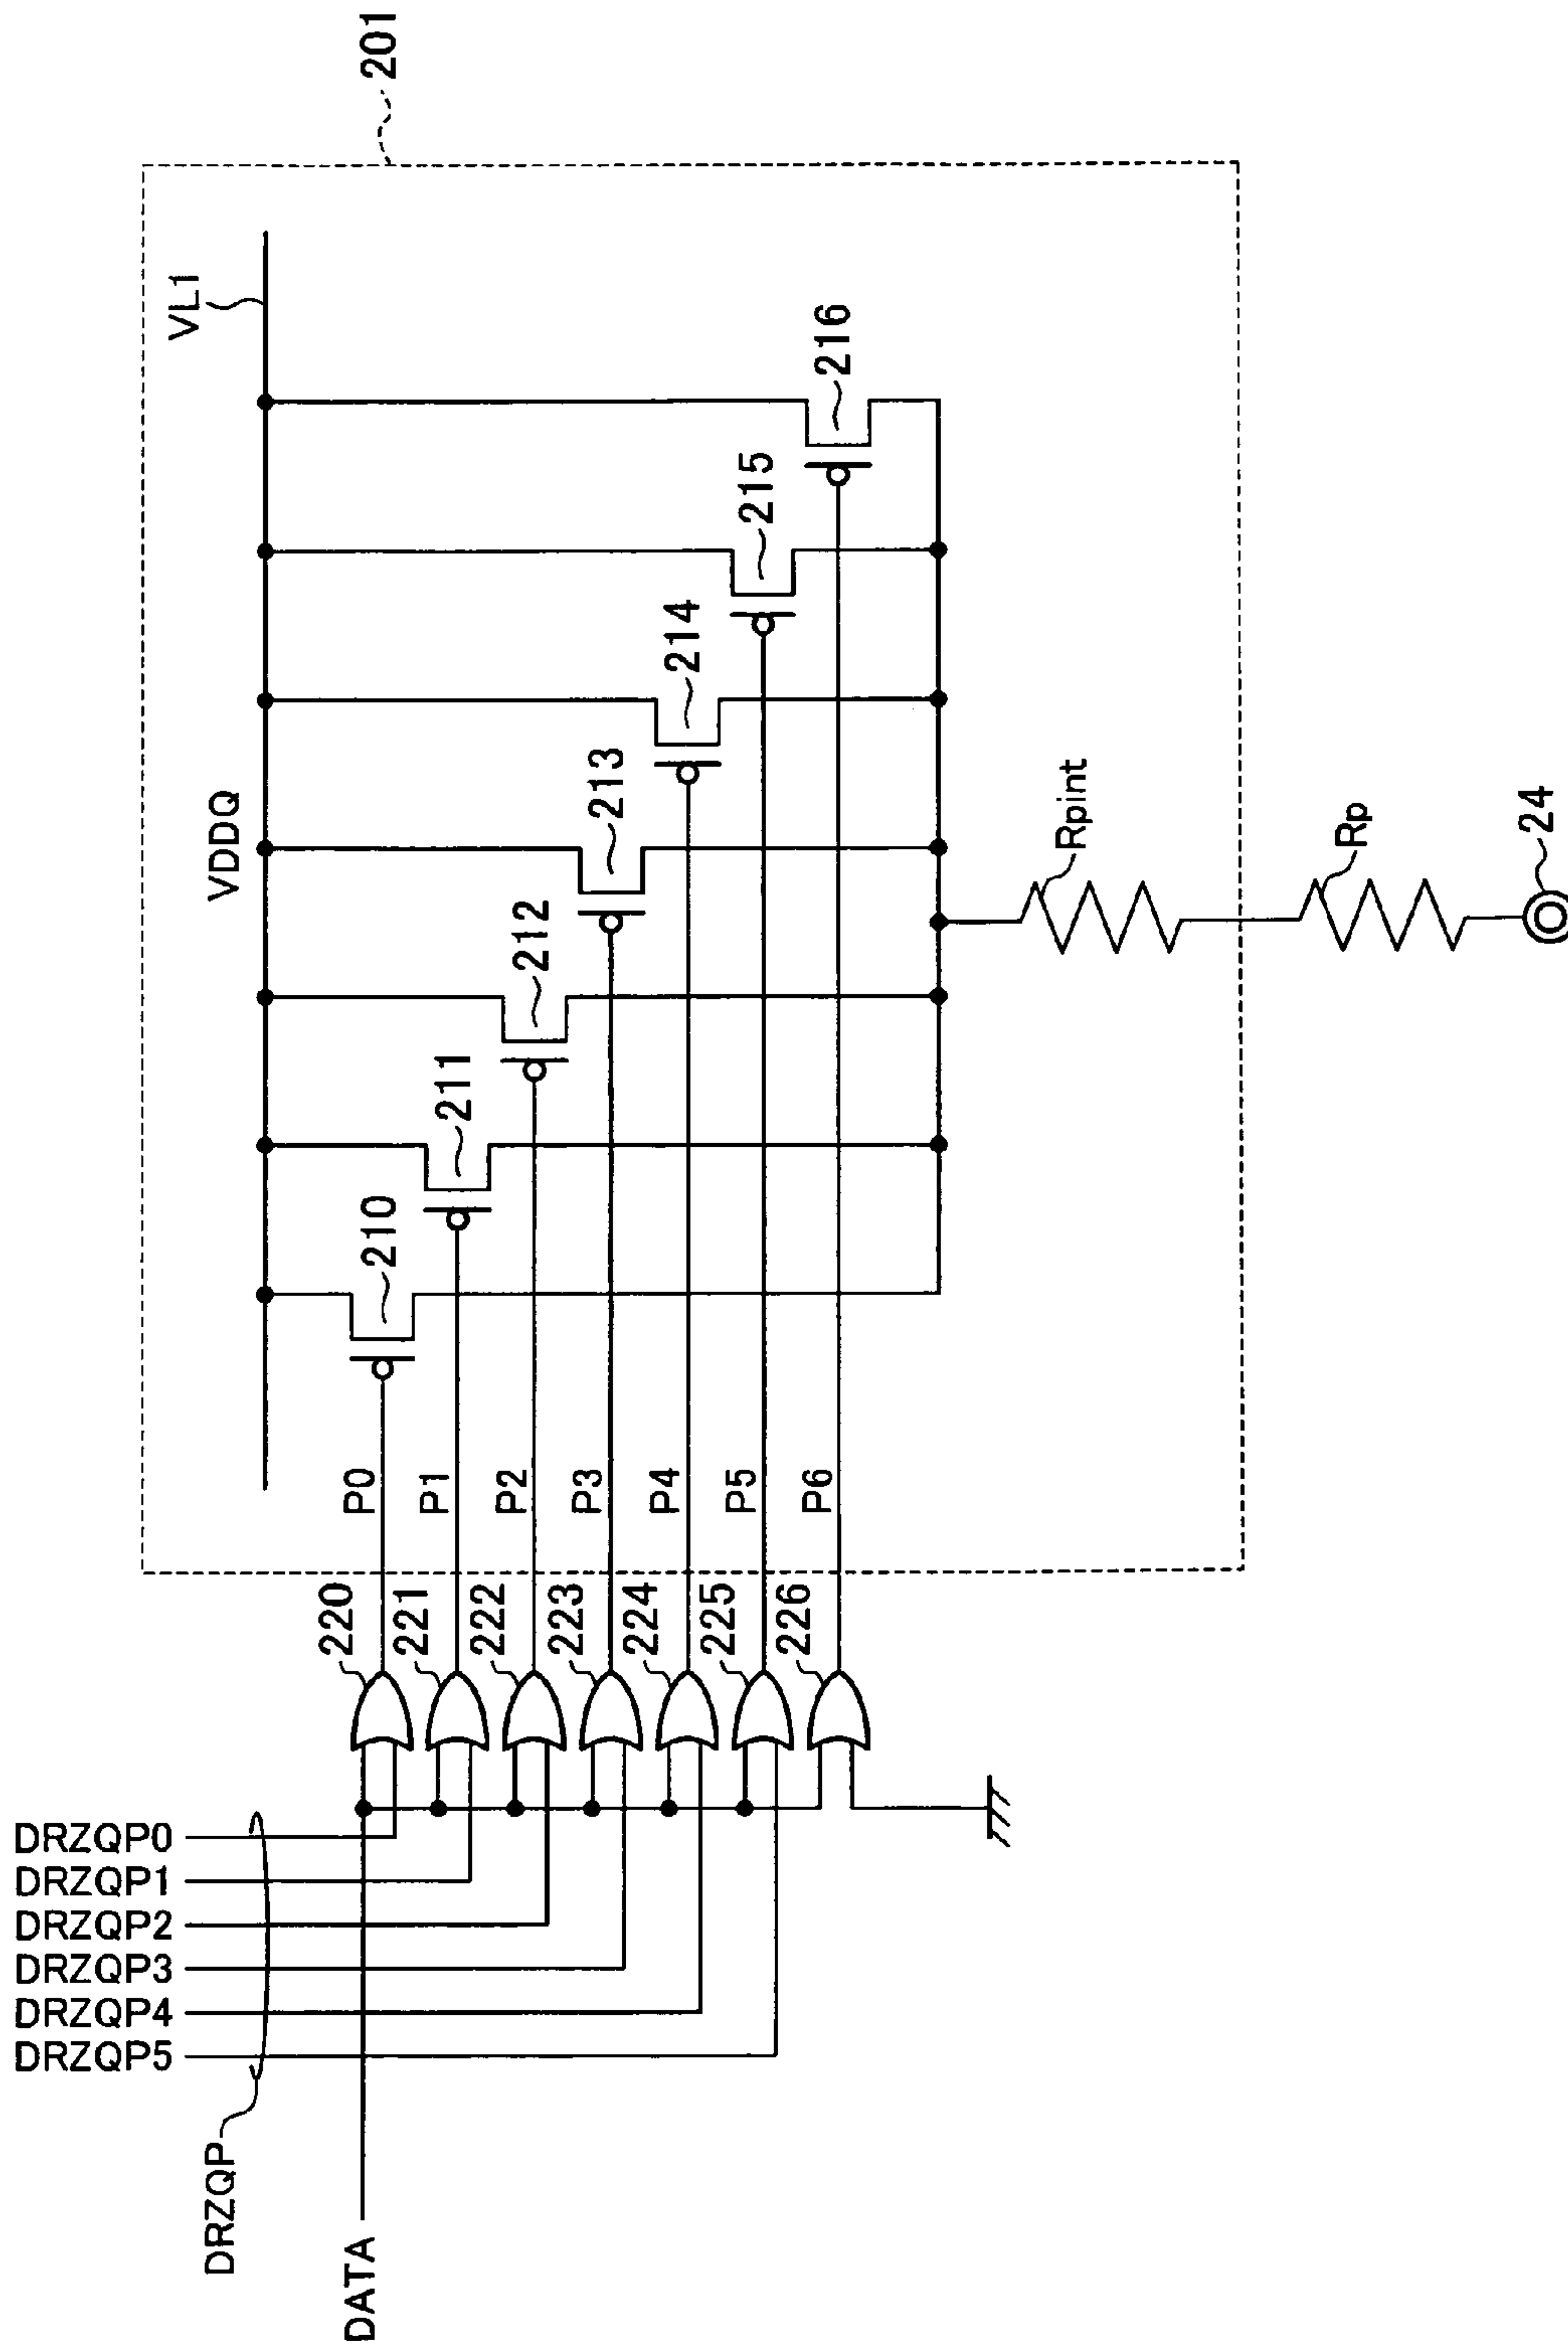 201
VL1
VDDQ
210
211
212
213
214
215
216
P0
P1
P2
P3
P4
P5
P6
220
221
222
223
224
225
226
DRZQP0
DRZQP1
DRZQP2
DRZQP3
DRZQP4
DRZQP5
DRZQP
DATA
Rpint
Rp
24